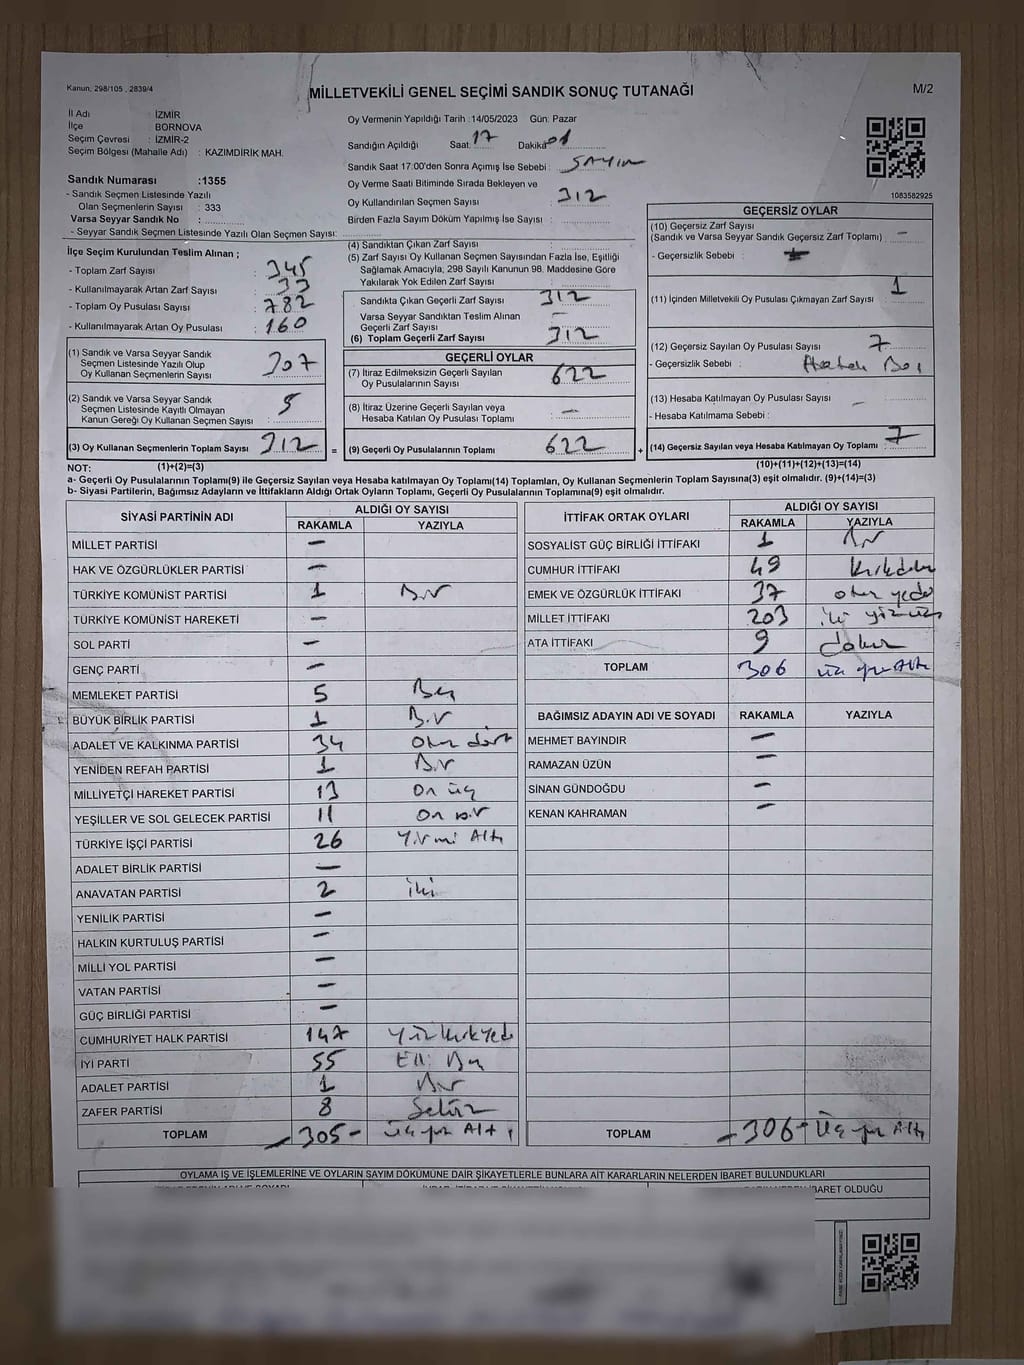 Kanun, 298/105 , 2839/4
MİLLETVEKİLİ GENEL SEÇİMİ SANDIK SONUÇ TUTANAĞI
M/2
İl Adı : İZMİR
İlçe : BORNOVA
Seçim Çevresi : İZMİR-2
Seçim Bölgesi (Mahalle Adı) : KAZIMDİRİK MAH.
Sandık Numarası :1355
- Sandık Seçmen Listesinde Yazılı
Olan Seçmenlerin Sayısı : 333
Varsa Seyyar Sandık No :
- Seyyar Sandık Seçmen Listesinde Yazılı Olan Seçmen Sayısı:
Oy Vermenin Yapıldığı Tarih :14/05/2023 Gün: Pazar
Sandığın Açıldığı Saat: 17 Dakika: 01
Sandık Saat 17:00'den Sonra Açımış İse Sebebi : SAYIM
Oy Verme Saati Bitiminde Sırada Bekleyen ve
Oy Kullandırılan Seçmen Sayısı : 312
Birden Fazla Sayım Döküm Yapılmış İse Sayısı :
1083582925
İlçe Seçim Kurulundan Teslim Alınan ;
- Toplam Zarf Sayısı : 345
- Kullanılmayarak Artan Zarf Sayısı : 33
- Toplam Oy Pusulası Sayısı : 782
- Kullanılmayarak Artan Oy Pusulası : 160
(1) Sandık ve Varsa Seyyar Sandık
Seçmen Listesinde Yazılı Olup
Oy Kullanan Seçmenlerin Sayısı : 307
(2) Sandık ve Varsa Seyyar Sandık
Seçmen Listesinde Kayıtlı Olmayan
Kanun Gereği Oy Kullanan Seçmen Sayısı : 5
(3) Oy Kullanan Seçmenlerin Toplam Sayısı : 312 =
(4) Sandıktan Çıkan Zarf Sayısı :
(5) Zarf Sayısı Oy Kullanan Seçmen Sayısından Fazla İse, Eşitliği
Sağlamak Amacıyla; 298 Sayılı Kanunun 98. Maddesine Göre
Yakılarak Yok Edilen Zarf Sayısı :
Sandıkta Çıkan Geçerli Zarf Sayısı : 312
Varsa Seyyar Sandıktan Teslim Alınan
Geçerli Zarf Sayısı : —
(6) Toplam Geçerli Zarf Sayısı : 312
GEÇERLİ OYLAR
(7) İtiraz Edilmeksizin Geçerli Sayılan
Oy Pusulalarının Sayısı : 622
(8) İtiraz Üzerine Geçerli Sayılan veya
Hesaba Katılan Oy Pusulası Toplamı : —
(9) Geçerli Oy Pusulalarının Toplamı : 622 +
GEÇERSİZ OYLAR
(10) Geçersiz Zarf Sayısı
(Sandık ve Varsa Seyyar Sandık Geçersiz Zarf Toplamı) : —
- Geçersizlik Sebebi :
(11) İçinden Milletvekili Oy Pusulası Çıkmayan Zarf Sayısı : 1
(12) Geçersiz Sayılan Oy Pusulası Sayısı : 7
- Geçersizlik Sebebi :
(13) Hesaba Katılmayan Oy Pusulası Sayısı : —
- Hesaba Katılmama Sebebi :
(14) Geçersiz Sayılan veya Hesaba Katılmayan Oy Toplamı : 7
NOT: (1)+(2)=(3) (10)+(11)+(12)+(13)=(14)
a- Geçerli Oy Pusulalarının Toplamı(9) ile Geçersiz Sayılan veya Hesaba katılmayan Oy Toplamı(14) Toplamları, Oy Kullanan Seçmenlerin Toplam Sayısına(3) eşit olmalıdır. (9)+(14)=(3)
b- Siyasi Partilerin, Bağımsız Adayların ve İttifakların Aldığı Ortak Oyların Toplamı, Geçerli Oy Pusulalarının Toplamına(9) eşit olmalıdır.
SİYASİ PARTİNİN ADI ALDIĞI OY SAYISI
RAKAMLA YAZIYLA
MİLLET PARTİSİ —
HAK VE ÖZGÜRLÜKLER PARTİSİ —
TÜRKİYE KOMÜNİST PARTİSİ 1 Bir
TÜRKİYE KOMÜNİST HAREKETİ —
SOL PARTİ —
GENÇ PARTİ —
MEMLEKET PARTİSİ 5 Beş
BÜYÜK BİRLİK PARTİSİ 1 Bir
ADALET VE KALKINMA PARTİSİ 34 Otuz dört
YENİDEN REFAH PARTİSİ 1 Bir
MİLLİYETÇİ HAREKET PARTİSİ 13 On üç
YEŞİLLER VE SOL GELECEK PARTİSİ 11 On bir
TÜRKİYE İŞÇİ PARTİSİ 26 Yirmi Altı
ADALET BİRLİK PARTİSİ —
ANAVATAN PARTİSİ 2 İki
YENİLİK PARTİSİ —
HALKIN KURTULUŞ PARTİSİ —
MİLLİ YOL PARTİSİ —
VATAN PARTİSİ —
GÜÇ BİRLİĞİ PARTİSİ —
CUMHURİYET HALK PARTİSİ 147 Yüz kırk yedi
İYİ PARTİ 55 Elli Beş
ADALET PARTİSİ 1 Bir
ZAFER PARTİSİ 8 Sekiz
TOPLAM – 305 – Üç yüz Altı
İTTİFAK ORTAK OYLARI ALDIĞI OY SAYISI
RAKAMLA YAZIYLA
SOSYALİST GÜÇ BİRLİĞİ İTTİFAKI 1 Bir
CUMHUR İTTİFAKI 49
EMEK VE ÖZGÜRLÜK İTTİFAKI 37 otuz yedi
MİLLET İTTİFAKI 203 iki yüz üç
ATA İTTİFAKI 9 dokuz
TOPLAM 306 üç yüz Altı
BAĞIMSIZ ADAYIN ADI VE SOYADI RAKAMLA YAZIYLA
MEHMET BAYINDIR —
RAMAZAN ÜZÜN —
SİNAN GÜNDOĞDU —
KENAN KAHRAMAN —
TOPLAM – 306 – Üç yüz Altı
OYLAMA İŞ VE İŞLEMLERİNE VE OYLARIN SAYIM DÖKÜMÜNE DAİR ŞİKAYETLERLE BUNLARA AİT KARARLARIN NELERDEN İBARET BULUNDUKLARI
İBARET OLDUĞU